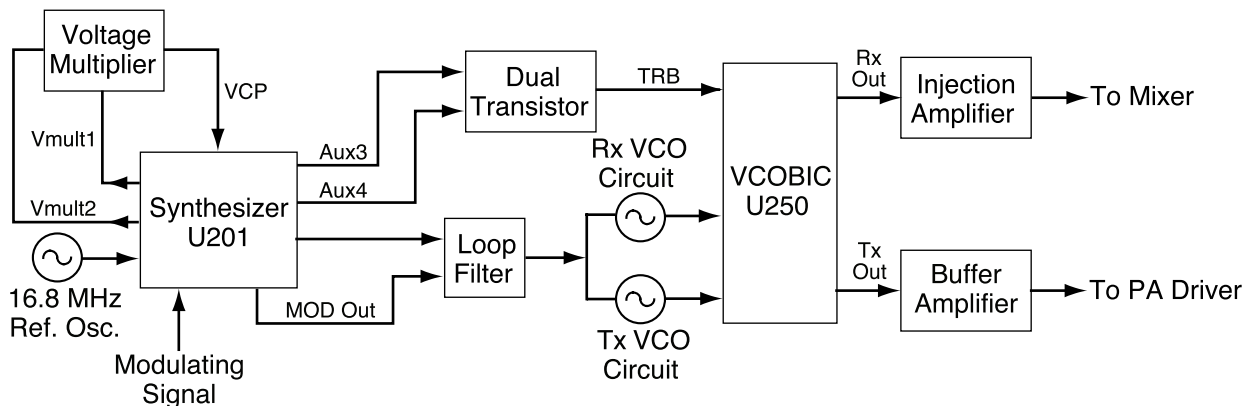 Voltage
Multiplier
VCP
Vmult1
Vmult2
16.8 MHz
Ref. Osc.
Synthesizer
U201
Modulating
Signal
Aux3
Aux4
MOD Out
Dual
Transistor
TRB
Loop
Filter
Rx VCO
Circuit
Tx VCO
Circuit
VCOBIC
U250
Rx
Out
Injection
Amplifier
To Mixer
Tx
Out
Buffer
Amplifier
To PA Driver